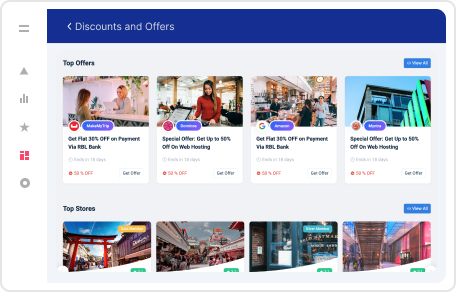 Discounts and Offers
Top Offers
View All
MakeMyTrip
Get Flat 30% OFF on Payment
Via RBL Bank
Ends in 18 days
50 % OFF
Get Offer
Dominos
Special Offer: Get Up to 50%
Off On Web Hosting
Ends in 18 days
50 % OFF
Get Offer
Amazon
Get Flat 30% OFF on Payment
Via RBL Bank
Ends in 18 days
50 % OFF
Get Offer
Myntra
Special Offer: Get Up to 50%
Off On Web Hosting
Ends in 18 days
50 % OFF
Get Offer
Top Stores
View All